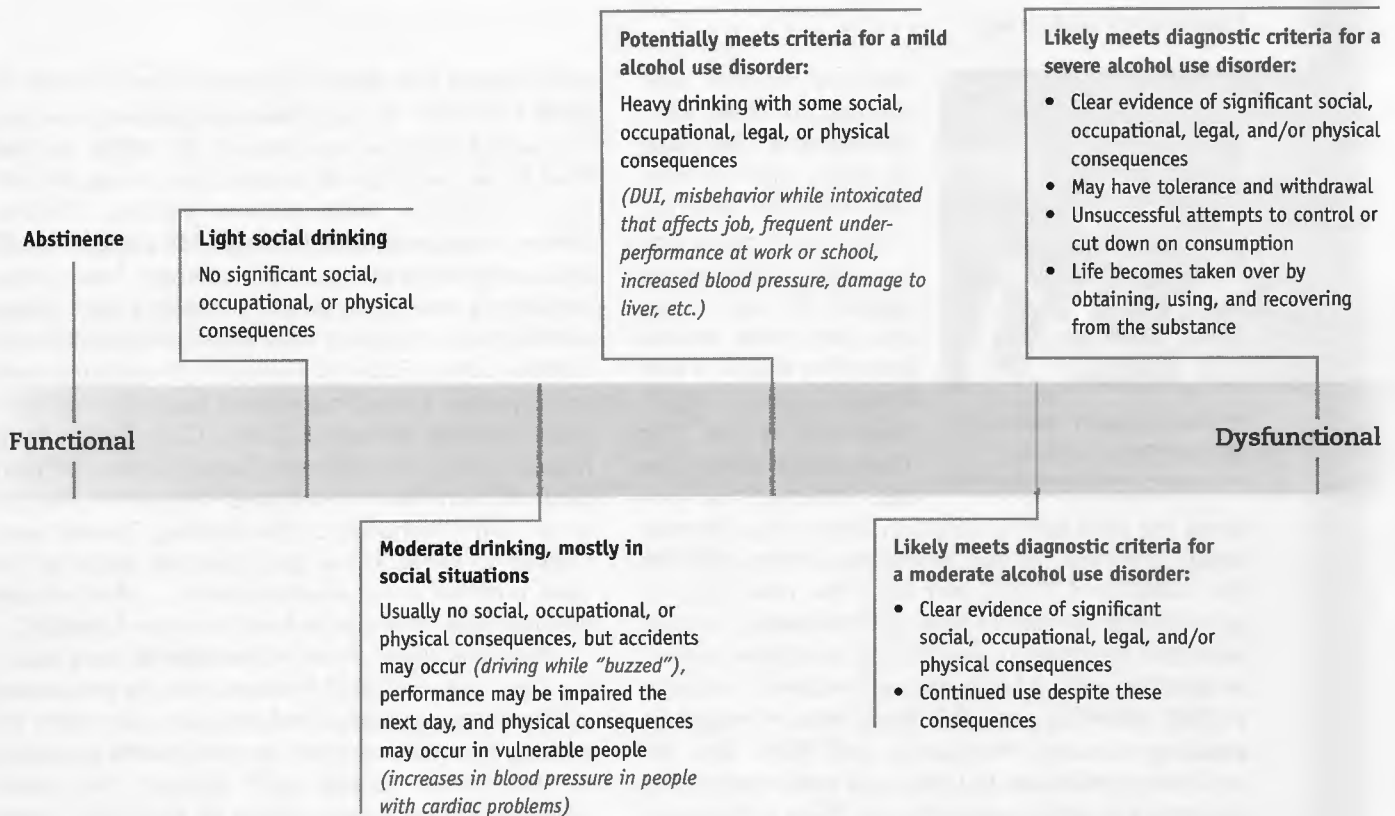 Potentially meets criteria for a mild
alcohol use disorder:
Heavy drinking with some social,
occupational, legal, or physical
consequences
(DUI, misbehavior while intoxicated
that affects job, frequent under-
performance at work or school,
increased blood pressure, damage to
liver, etc.)
Likely meets diagnostic criteria for a
severe alcohol use disorder:
• Clear evidence of significant social,
occupational, legal, and/or physical
consequences
• May have tolerance and withdrawal
• Unsuccessful attempts to control or
cut down on consumption
• Life becomes taken over by
obtaining, using, and recovering
from the substance
Abstinence
Light social drinking
No significant social,
occupational, or physical
consequences
Functional
Dysfunctional
Moderate drinking, mostly in
social situations
Usually no social, occupational, or
physical consequences, but accidents
may occur (driving while "buzzed"),
performance may be impaired the
next day, and physical consequences
may occur in vulnerable people
(increases in blood pressure in people
with cardiac problems)
Likely meets diagnostic criteria for
a moderate alcohol use disorder:
• Clear evidence of significant
social, occupational, legal, and/or
physical consequences
• Continued use despite these
consequences